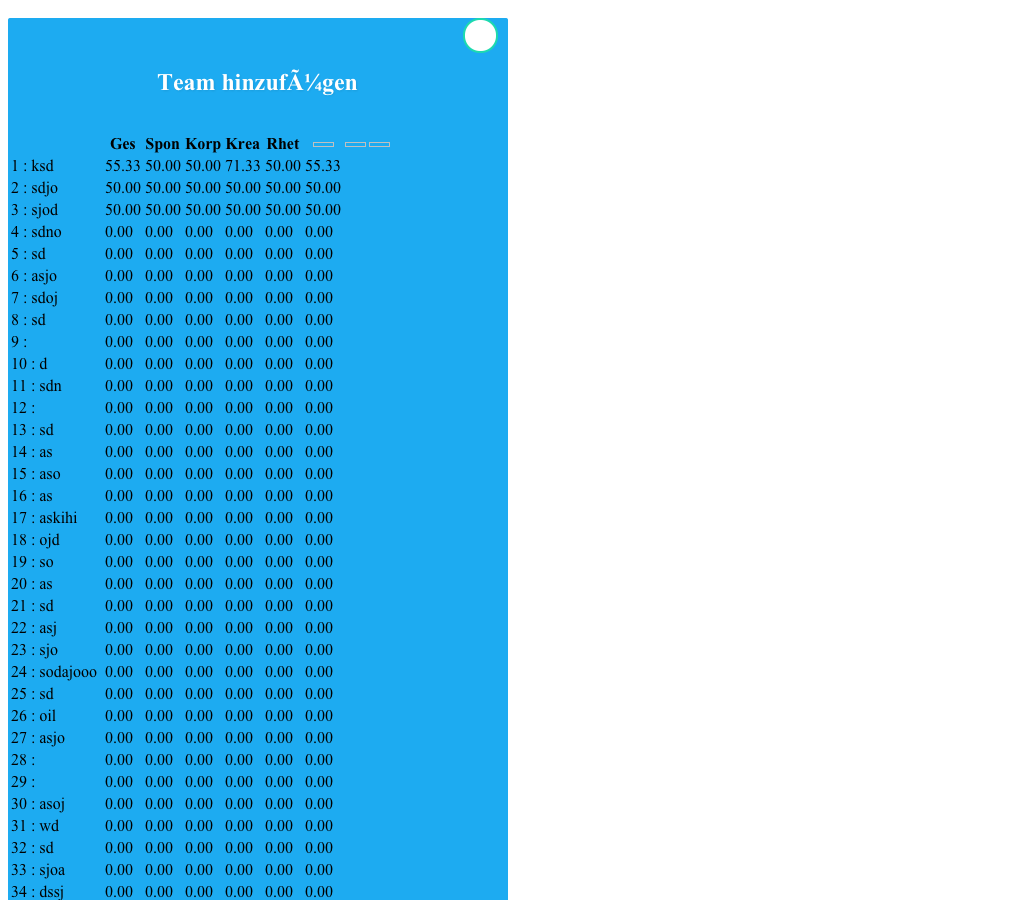 Team hinzufÃ¼gen
Ges Spon Korp Krea Rhet
1 : ksd 55.33 50.00 50.00 71.33 50.00 55.33
2 : sdjo 50.00 50.00 50.00 50.00 50.00 50.00
3 : sjod 50.00 50.00 50.00 50.00 50.00 50.00
4 : sdno 0.00 0.00 0.00 0.00 0.00 0.00
5 : sd 0.00 0.00 0.00 0.00 0.00 0.00
6 : asjo 0.00 0.00 0.00 0.00 0.00 0.00
7 : sdoj 0.00 0.00 0.00 0.00 0.00 0.00
8 : sd 0.00 0.00 0.00 0.00 0.00 0.00
9 : 0.00 0.00 0.00 0.00 0.00 0.00
10 : d 0.00 0.00 0.00 0.00 0.00 0.00
11 : sdn 0.00 0.00 0.00 0.00 0.00 0.00
12 : 0.00 0.00 0.00 0.00 0.00 0.00
13 : sd 0.00 0.00 0.00 0.00 0.00 0.00
14 : as 0.00 0.00 0.00 0.00 0.00 0.00
15 : aso 0.00 0.00 0.00 0.00 0.00 0.00
16 : as 0.00 0.00 0.00 0.00 0.00 0.00
17 : askihi 0.00 0.00 0.00 0.00 0.00 0.00
18 : ojd 0.00 0.00 0.00 0.00 0.00 0.00
19 : so 0.00 0.00 0.00 0.00 0.00 0.00
20 : as 0.00 0.00 0.00 0.00 0.00 0.00
21 : sd 0.00 0.00 0.00 0.00 0.00 0.00
22 : asj 0.00 0.00 0.00 0.00 0.00 0.00
23 : sjo 0.00 0.00 0.00 0.00 0.00 0.00
24 : sodajooo 0.00 0.00 0.00 0.00 0.00 0.00
25 : sd 0.00 0.00 0.00 0.00 0.00 0.00
26 : oil 0.00 0.00 0.00 0.00 0.00 0.00
27 : asjo 0.00 0.00 0.00 0.00 0.00 0.00
28 : 0.00 0.00 0.00 0.00 0.00 0.00
29 : 0.00 0.00 0.00 0.00 0.00 0.00
30 : asoj 0.00 0.00 0.00 0.00 0.00 0.00
31 : wd 0.00 0.00 0.00 0.00 0.00 0.00
32 : sd 0.00 0.00 0.00 0.00 0.00 0.00
33 : sjoa 0.00 0.00 0.00 0.00 0.00 0.00
34 : dssj 0.00 0.00 0.00 0.00 0.00 0.00